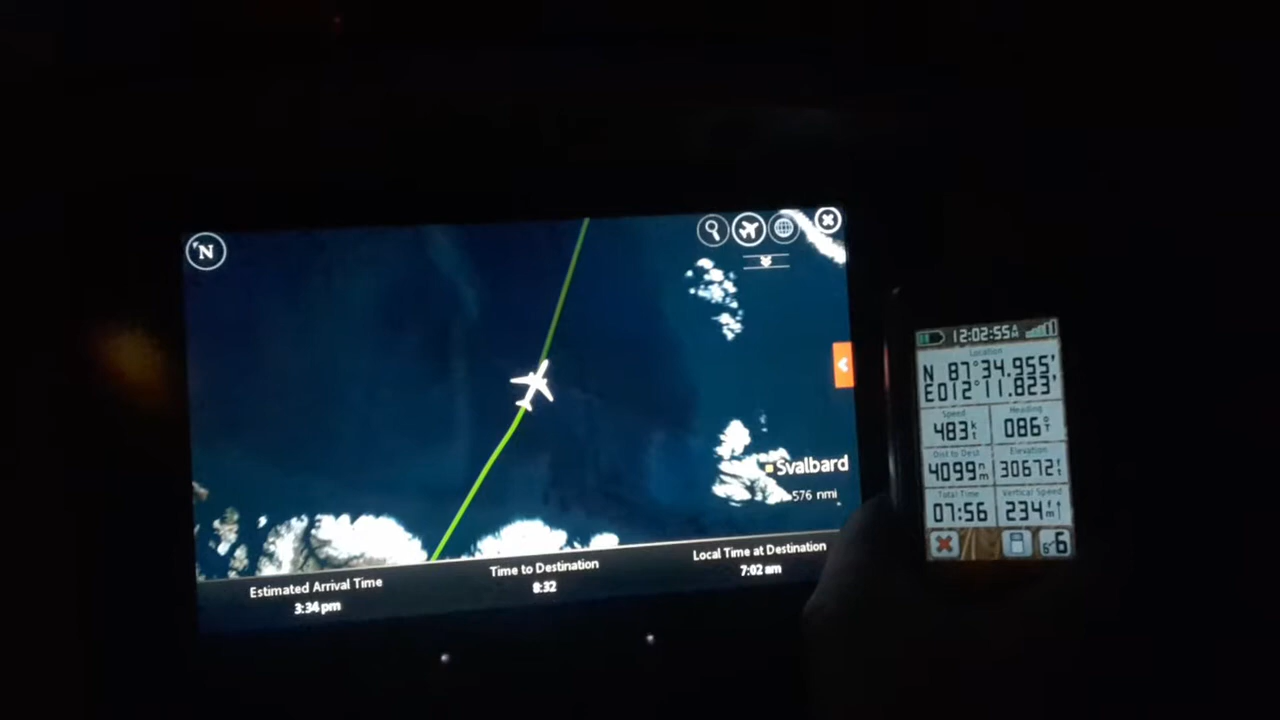 N
Svalbard
576 nmi
Estimated Arrival Time
3:34 pm
Time to Destination
8:32
Local Time at Destination
7:02 am
12:02:55A
Location
N 87°34.955'
E012°11.823'
Speed
483kt
Heading
086°T
Dist to Dest
4099nm
Elevation
30672ft
Total Time
07:56
Vertical Speed
234fm↑
6of6